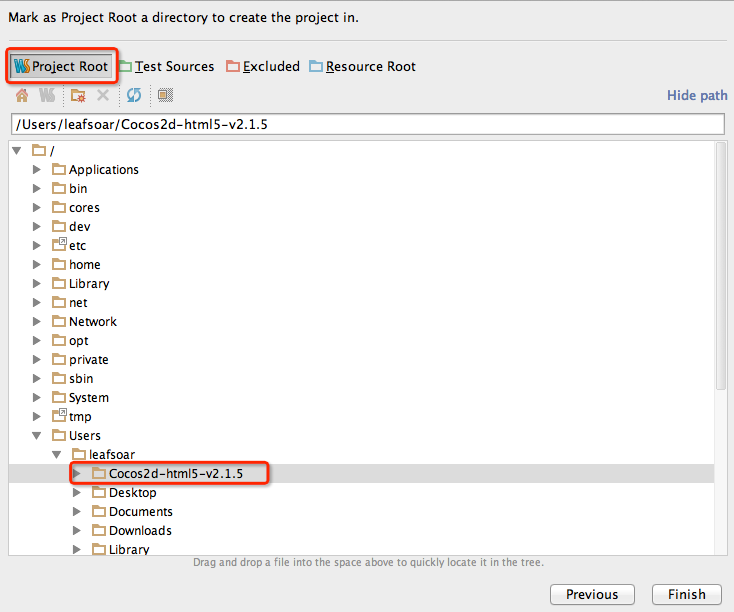 Mark as Project Root a directory to create the project in.
WS Project Root Test Sources Excluded Resource Root
Hide path
/Users/leafsoar/Cocos2d-html5-v2.1.5
/
Applications
bin
cores
dev
etc
home
Library
net
Network
opt
private
sbin
System
tmp
Users
leafsoar
Cocos2d-html5-v2.1.5
Desktop
Documents
Downloads
Library
Drag and drop a file into the space above to quickly locate it in the tree.
Previous Finish